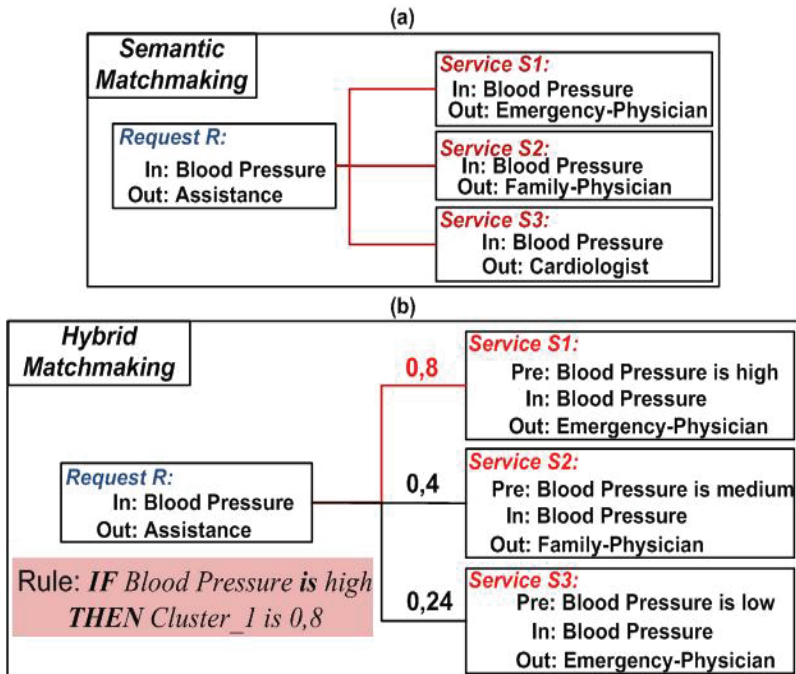 (a)
Semantic
Matchmaking
Request R:
In: Blood Pressure
Out: Assistance
Service S1:
In: Blood Pressure
Out: Emergency-Physician
Service S2:
In: Blood Pressure
Out: Family-Physician
Service S3:
In: Blood Pressure
Out: Cardiologist
(b)
Hybrid
Matchmaking
Request R:
In: Blood Pressure
Out: Assistance
Rule: IF Blood Pressure is high
THEN Cluster_1 is 0,8
0,8
Service S1:
Pre: Blood Pressure is high
In: Blood Pressure
Out: Emergency-Physician
0,4
Service S2:
Pre: Blood Pressure is medium
In: Blood Pressure
Out: Family-Physician
0,24
Service S3:
Pre: Blood Pressure is low
In: Blood Pressure
Out: Emergency-Physician